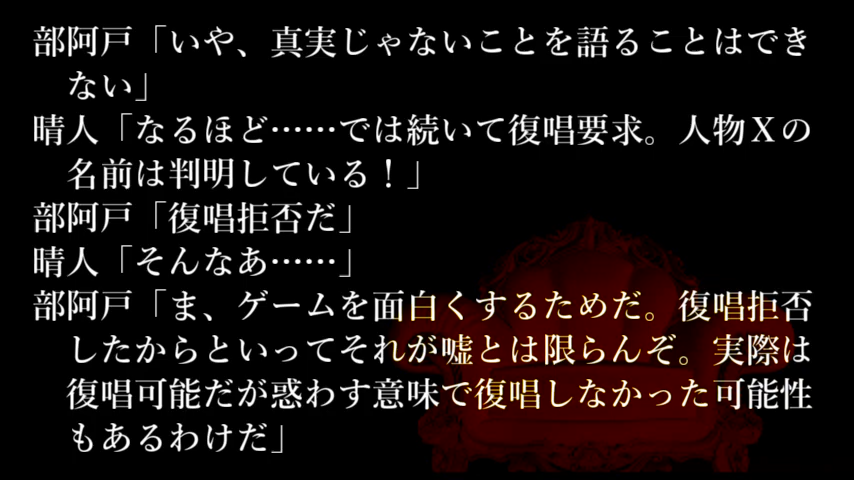 部阿戸「いや、真実じゃないことを語ることはでき
ない」
晴人「なるほど……では続いて復唱要求。人物Ｘの
名前は判明している！」
部阿戸「復唱拒否だ」
晴人「そんなあ……」
部阿戸「ま、ゲームを面白くするためだ。復唱拒否
したからといってそれが嘘とは限らんぞ。実際は
復唱可能だが惑わす意味で復唱しなかった可能性
もあるわけだ」